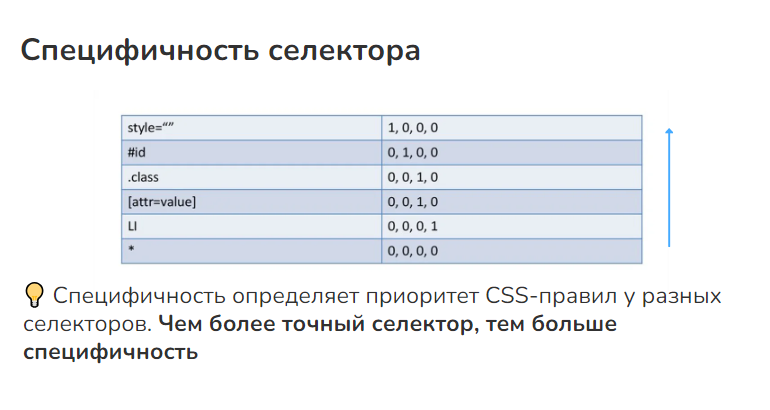 Специфичность селектора
style=“” 1, 0, 0, 0
#id 0, 1, 0, 0
.class 0, 0, 1, 0
[attr=value] 0, 0, 1, 0
LI 0, 0, 0, 1
* 0, 0, 0, 0
💡 Специфичность определяет приоритет CSS-правил у разных
селекторов. Чем более точный селектор, тем больше
специфичность